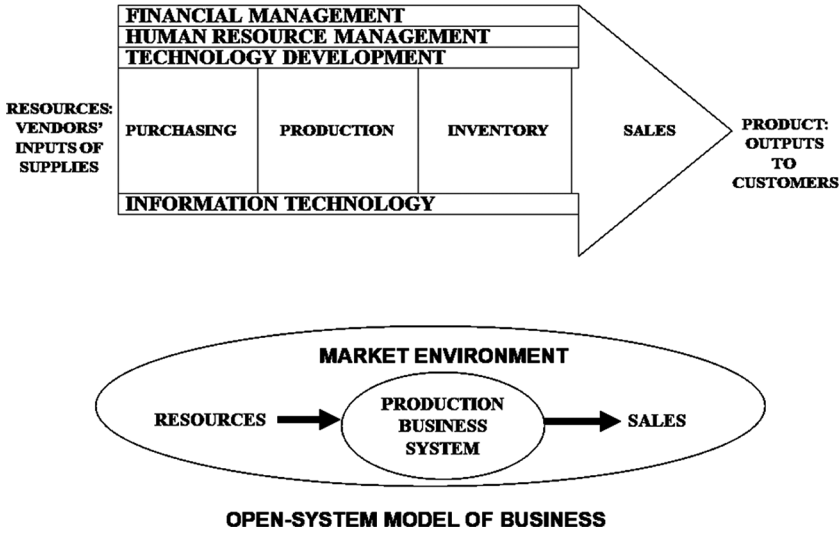 FINANCIAL MANAGEMENT
HUMAN RESOURCE MANAGEMENT
TECHNOLOGY DEVELOPMENT
RESOURCES:
VENDORS'
INPUTS OF
SUPPLIES
PURCHASING
PRODUCTION
INVENTORY
SALES
PRODUCT:
OUTPUTS
TO
CUSTOMERS
INFORMATION TECHNOLOGY
MARKET ENVIRONMENT
RESOURCES
PRODUCTION
BUSINESS
SYSTEM
SALES
OPEN-SYSTEM MODEL OF BUSINESS